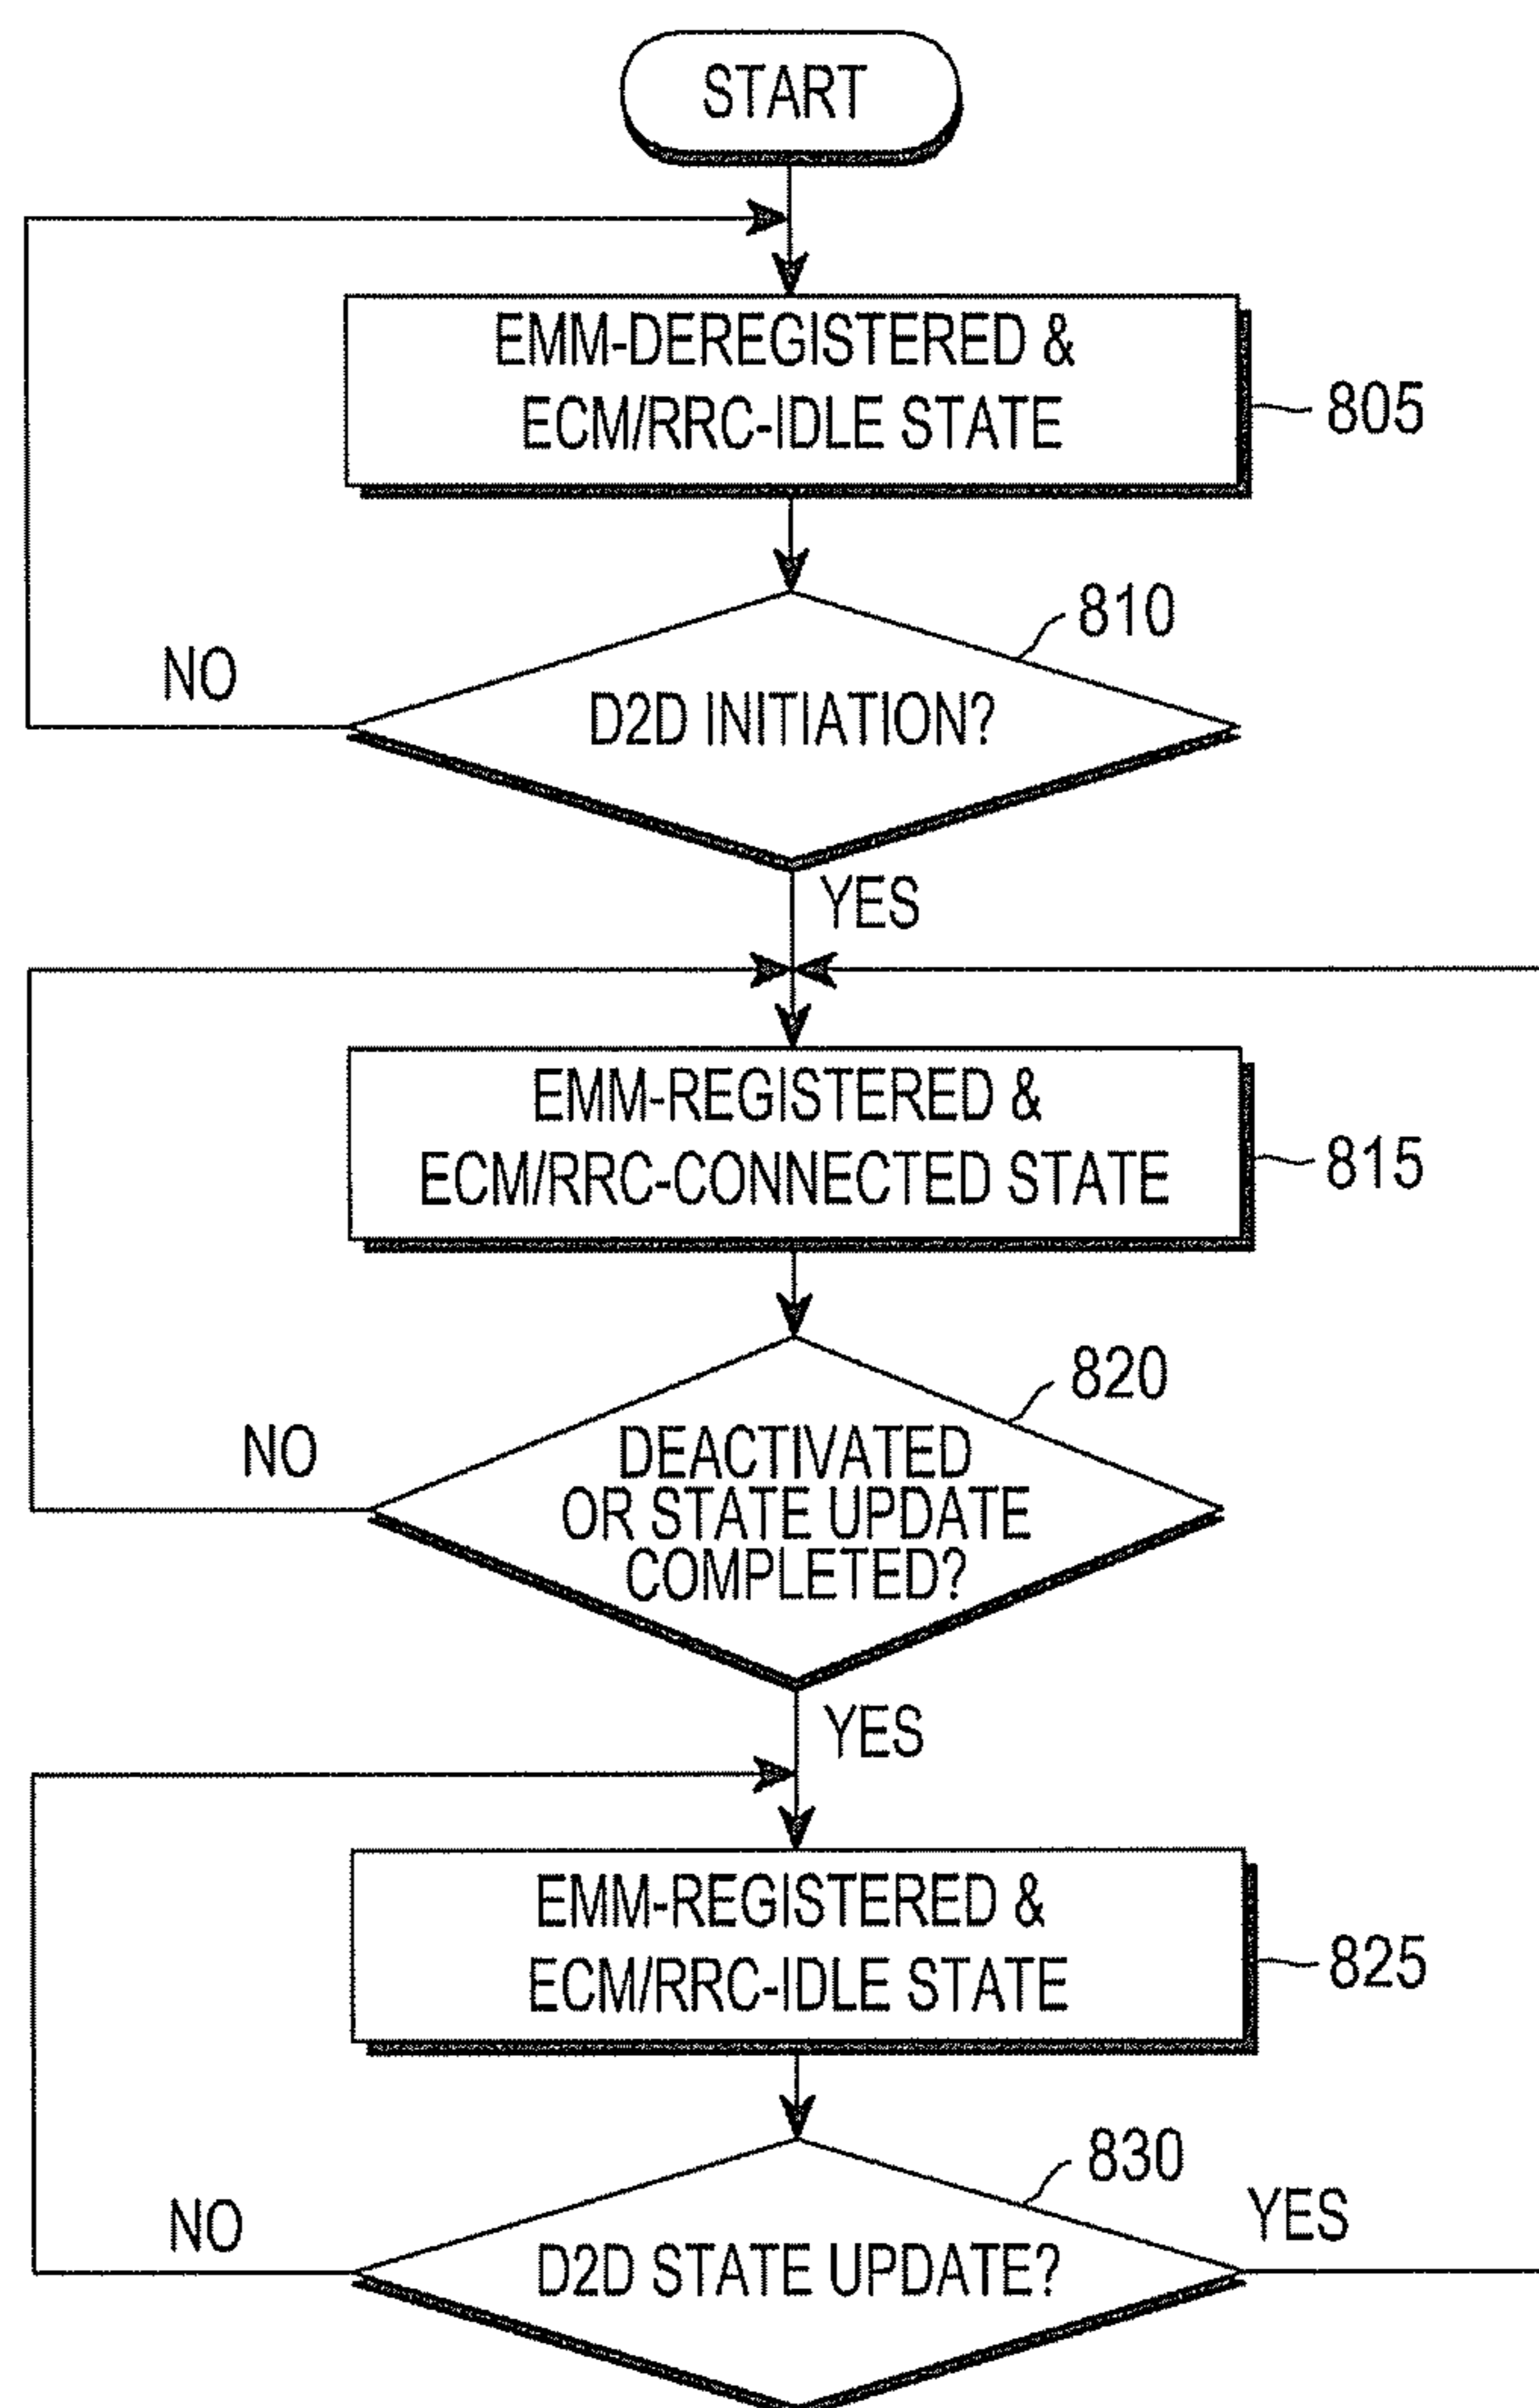 START
EMM-DEREGISTERED &
ECM/RRC-IDLE STATE
805
810
NO
D2D INITIATION?
YES
EMM-REGISTERED &
ECM/RRC-CONNECTED STATE
815
820
NO
DEACTIVATED
OR STATE UPDATE
COMPLETED?
YES
EMM-REGISTERED &
ECM/RRC-IDLE STATE
825
830
NO
YES
D2D STATE UPDATE?